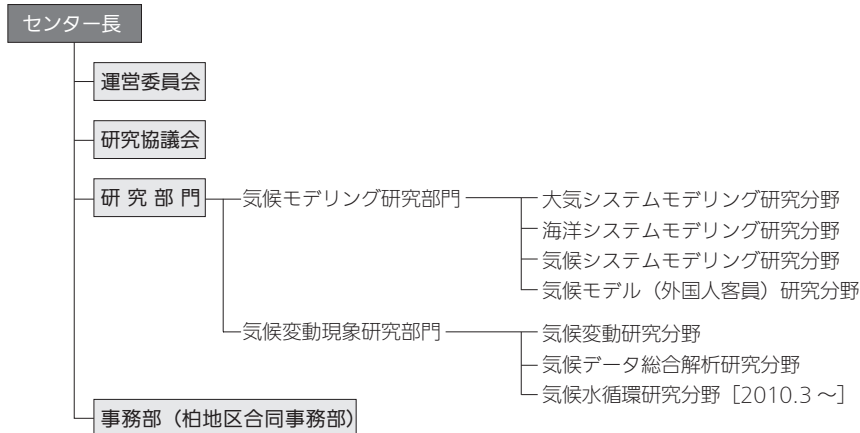 センター長
運営委員会
研究協議会
研 究 部 門
気候モデリング研究部門
大気システムモデリング研究分野
海洋システムモデリング研究分野
気候システムモデリング研究分野
気候モデル（外国人客員）研究分野
気候変動現象研究部門
気候変動研究分野
気候データ総合解析研究分野
気候水循環研究分野［2010.3 〜］
事務部（柏地区合同事務部）